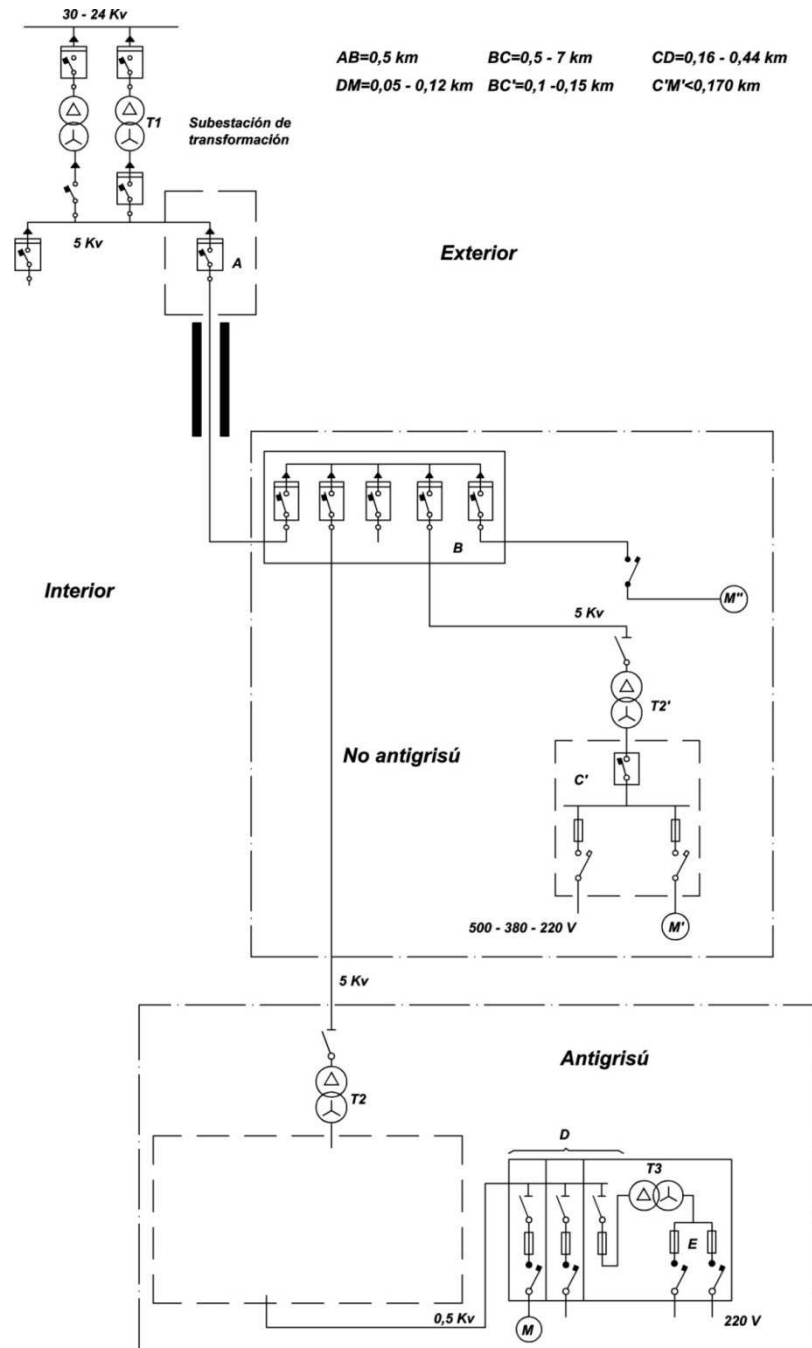 30 - 24 Kv
AB=0,5 km BC=0,5 - 7 km CD=0,16 - 0,44 km
DM=0,05 - 0,12 km BC'=0,1 -0,15 km C'M'<0,170 km
T1
Subestación de
transformación
5 Kv
A
Exterior
B
Interior
M"
5 Kv
T2'
No antigrisú
C'
500 - 380 - 220 V
M'
5 Kv
Antigrisú
T2
D
T3
E
0,5 Kv
M
220 V